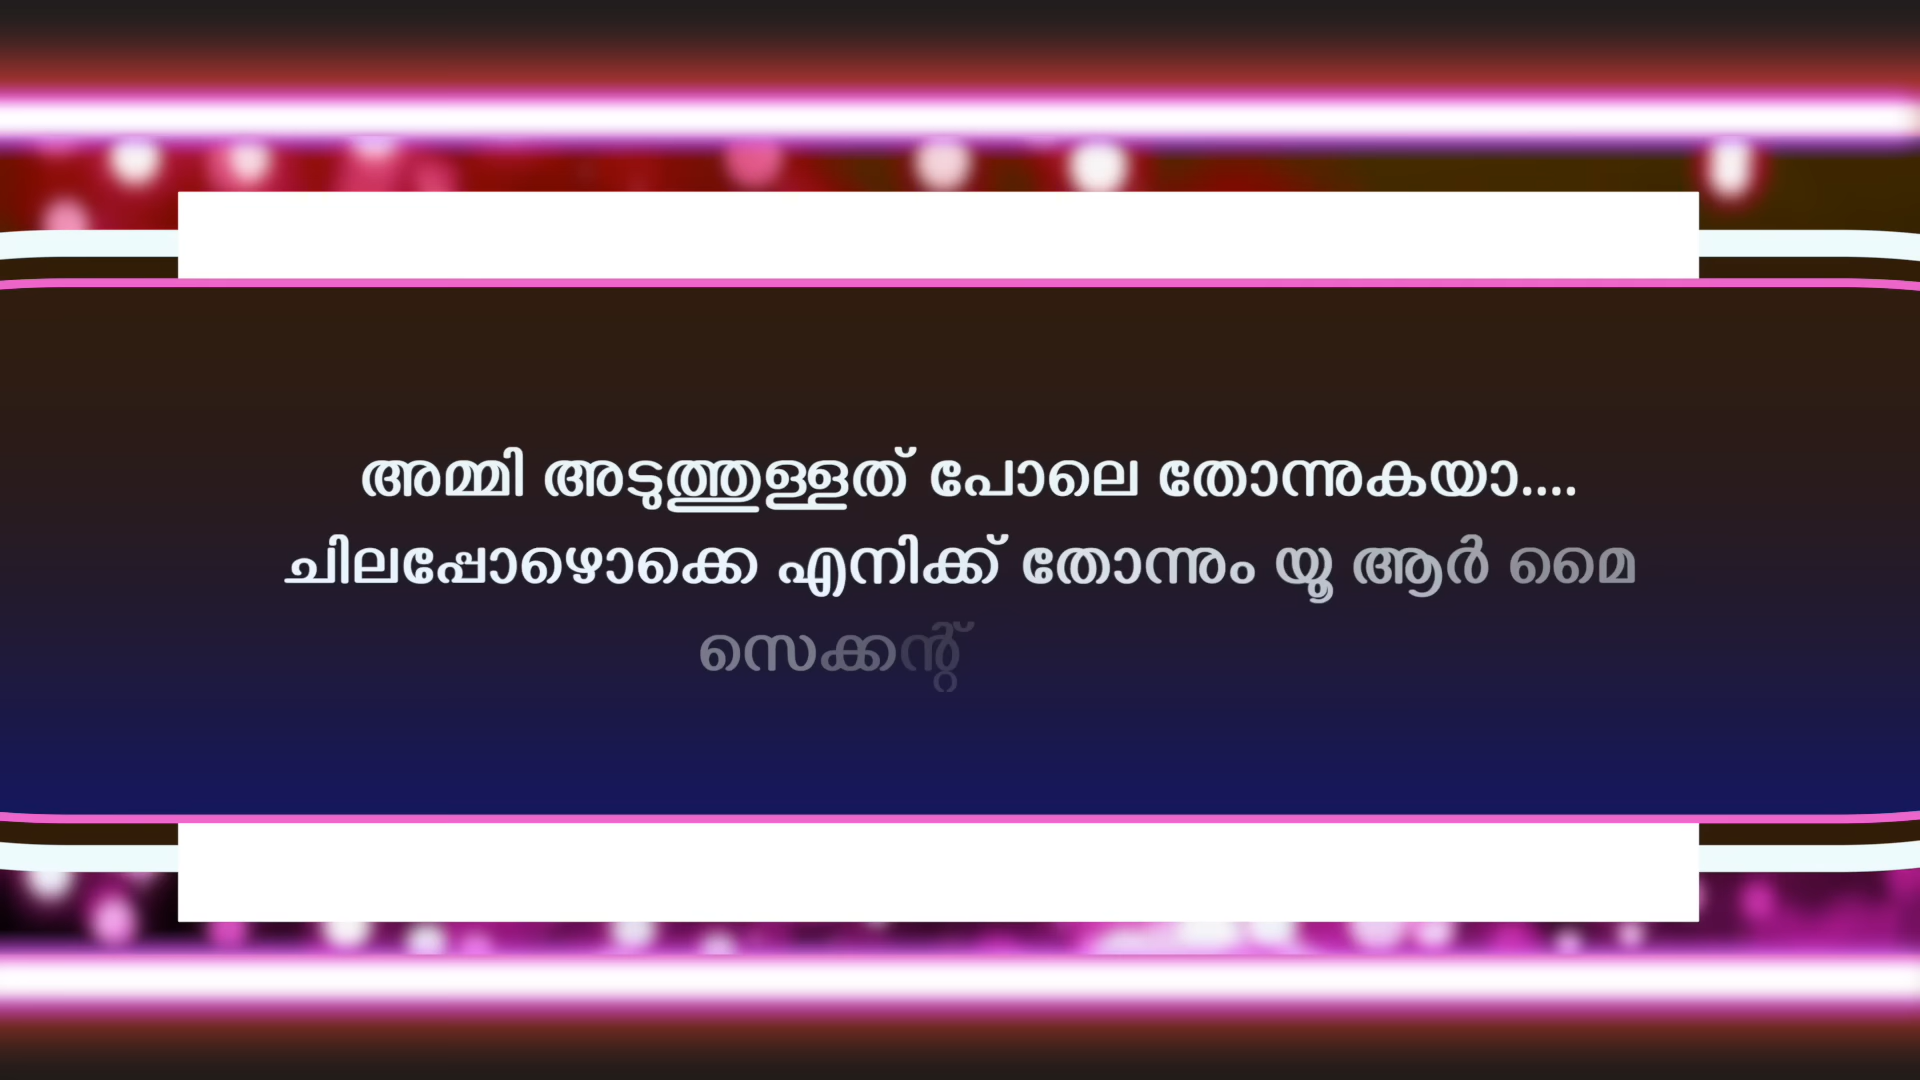 അമ്മി അടുത്തുള്ളത് പോലെ തോന്നുകയാ....
ചിലപ്പോഴൊക്കെ എനിക്ക് തോന്നും യൂ ആർ മൈ
സെക്കന്റ്